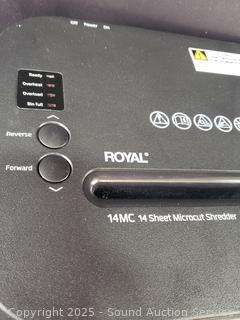 Off Power On
Ready
Overheat
Overload
Bin full
Reverse
Forward
ROYAL®
14MC 14 Sheet Microcut Shredder
Copyright 2025 - Sound Auction Service